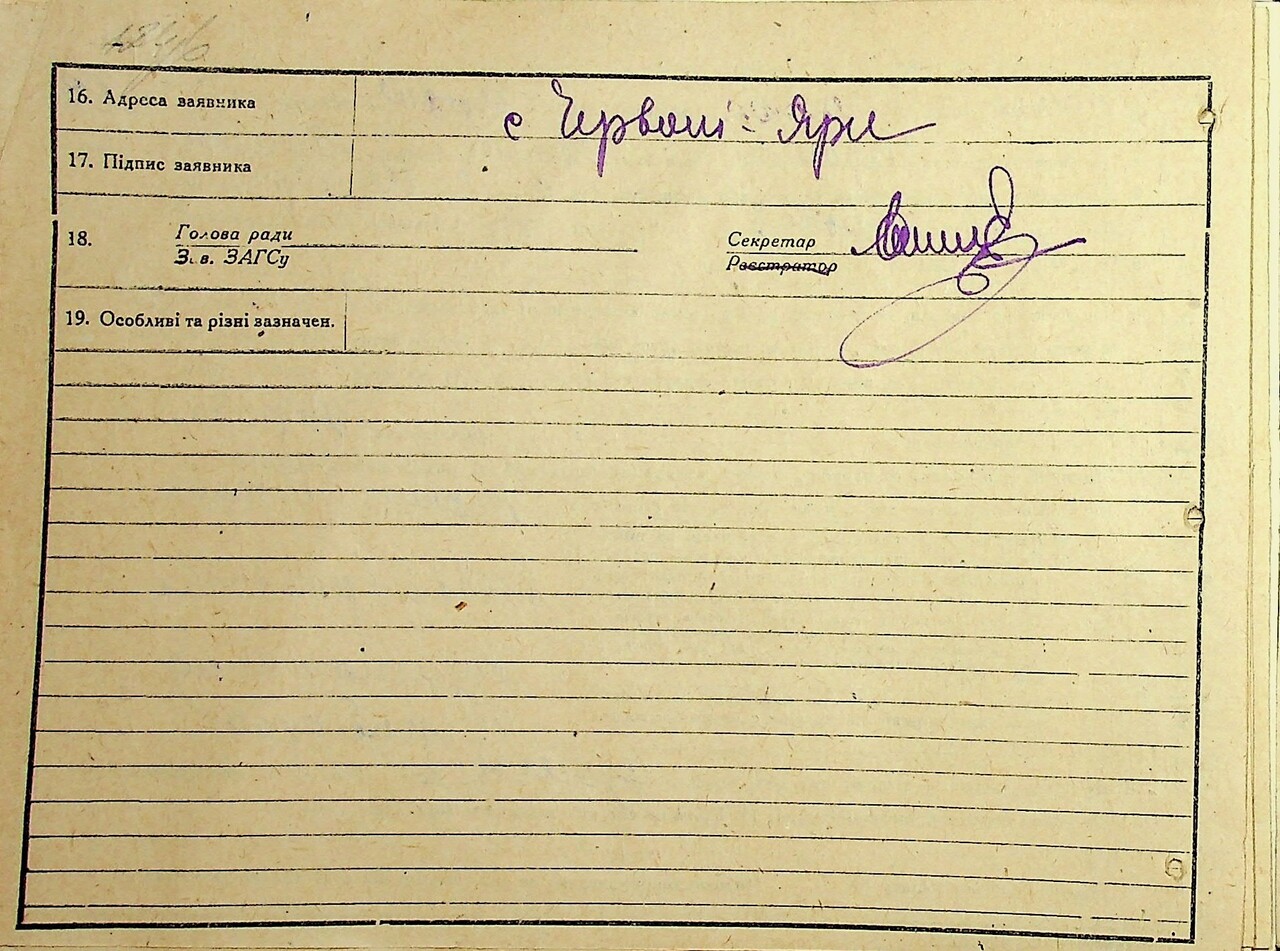 16. Адреса заявника
с Червоні-Яри
17. Підпис заявника
18.
Голова ради
Зав. ЗАГСу
Секретар
Реєстратор
19. Особливі та різні зазначен.